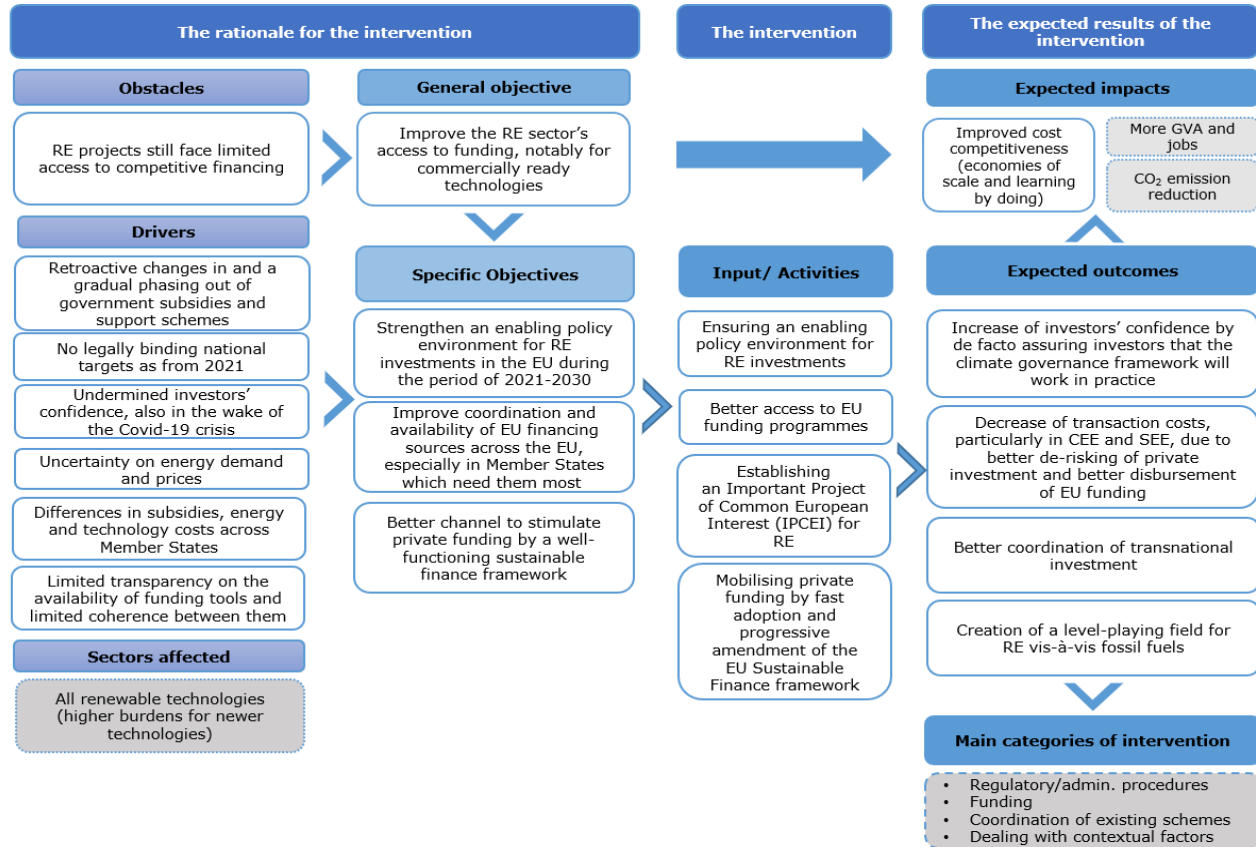 The rationale for the intervention
The intervention
The expected results of the
intervention
Obstacles
RE projects still face limited
access to competitive financing
General objective
Improve the RE sector’s
access to funding, notably for
commercially ready
technologies
Expected impacts
Improved cost
competitiveness
(economies of
scale and learning
by doing)
More GVA and
jobs
CO₂ emission
reduction
Drivers
Retroactive changes in and a
gradual phasing out of
government subsidies and
support schemes
No legally binding national
targets as from 2021
Undermined investors’
confidence, also in the wake of
the Covid-19 crisis
Uncertainty on energy demand
and prices
Differences in subsidies, energy
and technology costs across
Member States
Limited transparency on the
availability of funding tools and
limited coherence between them
Sectors affected
All renewable technologies
(higher burdens for newer
technologies)
Specific Objectives
Strengthen an enabling policy
environment for RE
investments in the EU during
the period of 2021-2030
Improve coordination and
availability of EU financing
sources across the EU,
especially in Member States
which need them most
Better channel to stimulate
private funding by a well-
functioning sustainable
finance framework
Input/ Activities
Ensuring an enabling
policy environment for
RE investments
Better access to EU
funding programmes
Establishing
an Important Project
of Common European
Interest (IPCEI) for
RE
Mobilising private
funding by fast
adoption and
progressive
amendment of the
EU Sustainable
Finance framework
Expected outcomes
Increase of investors’ confidence by
de facto assuring investors that the
climate governance framework will
work in practice
Decrease of transaction costs,
particularly in CEE and SEE, due to
better de-risking of private
investment and better disbursement
of EU funding
Better coordination of transnational
investment
Creation of a level-playing field for
RE vis-à-vis fossil fuels
Main categories of intervention
• Regulatory/admin. procedures
• Funding
• Coordination of existing schemes
• Dealing with contextual factors